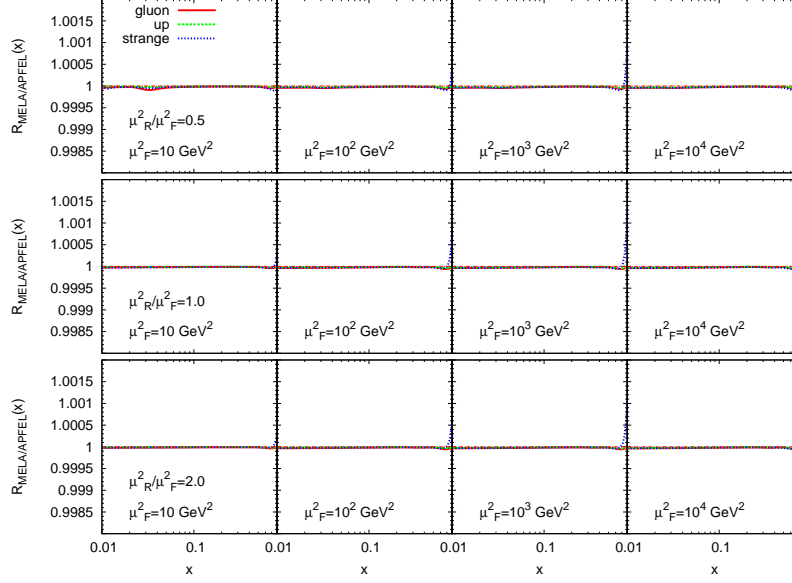 gluon
up
strange
1.0015
1.001
1.0005
1
0.9995
0.999
0.9985
R_MELA/APFEL(x)
μ²_R/μ²_F=0.5
μ²_F=10 GeV²
μ²_F=10² GeV²
μ²_F=10³ GeV²
μ²_F=10⁴ GeV²
1.0015
1.001
1.0005
1
0.9995
0.999
0.9985
R_MELA/APFEL(x)
μ²_R/μ²_F=1.0
μ²_F=10 GeV²
μ²_F=10² GeV²
μ²_F=10³ GeV²
μ²_F=10⁴ GeV²
1.0015
1.001
1.0005
1
0.9995
0.999
0.9985
R_MELA/APFEL(x)
μ²_R/μ²_F=2.0
μ²_F=10 GeV²
μ²_F=10² GeV²
μ²_F=10³ GeV²
μ²_F=10⁴ GeV²
0.01 0.1 0.01 0.1 0.01 0.1 0.01 0.1
x x x x